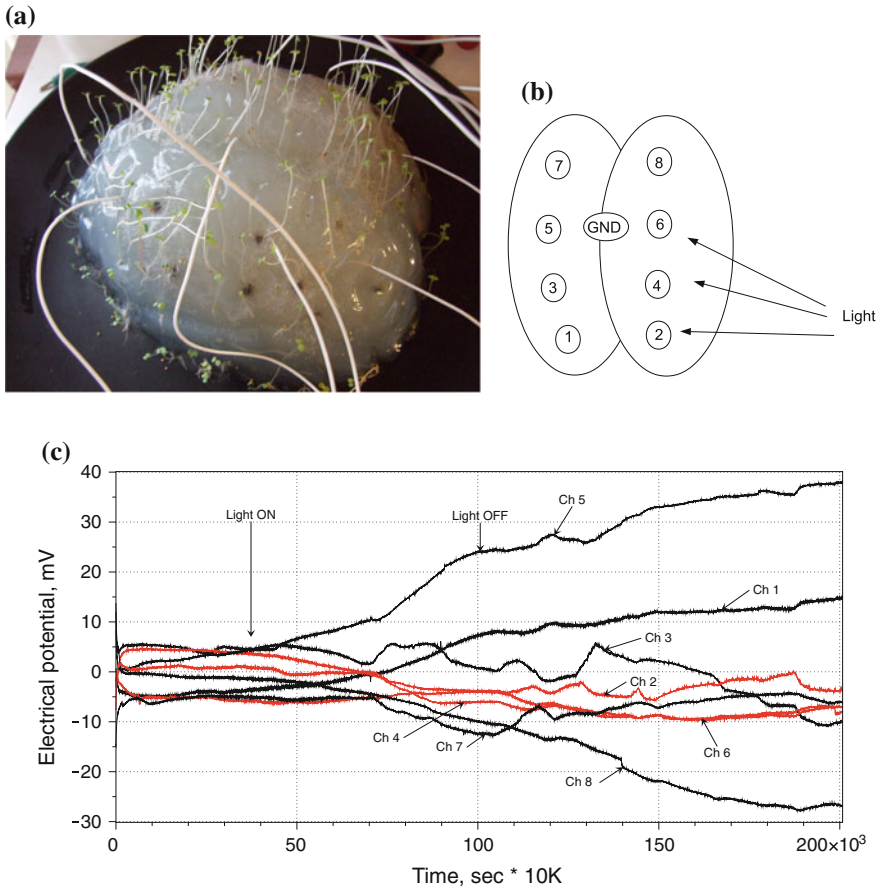 (a)
(b)
7
8
5
GND
6
3
4
Light
1
2
(c)
40
30
20
10
0
−10
−20
−30
Electrical potential, mV
Light ON
Light OFF
Ch 5
Ch 1
Ch 3
Ch 2
Ch 4
Ch 7
Ch 6
Ch 8
0 50 100 150 200×10³
Time, sec * 10K